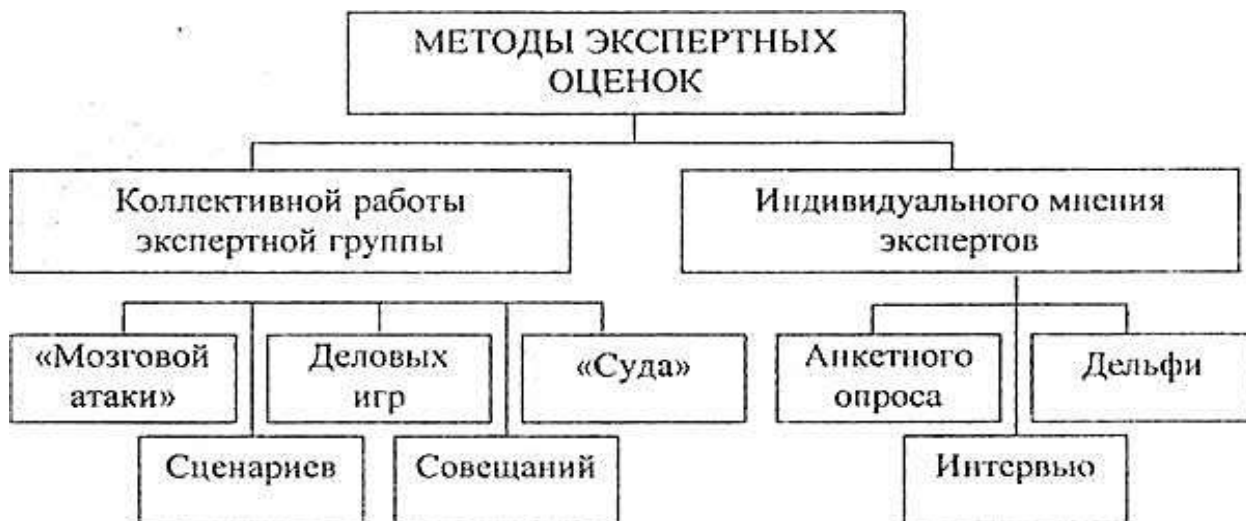 МЕТОДЫ ЭКСПЕРТНЫХ
ОЦЕНОК
Коллективной работы
экспертной группы
Индивидуального мнения
экспертов
«Мозговой
атаки»
Деловых
игр
«Суда»
Анкетного
опроса
Дельфи
Сценариев
Совещаний
Интервью